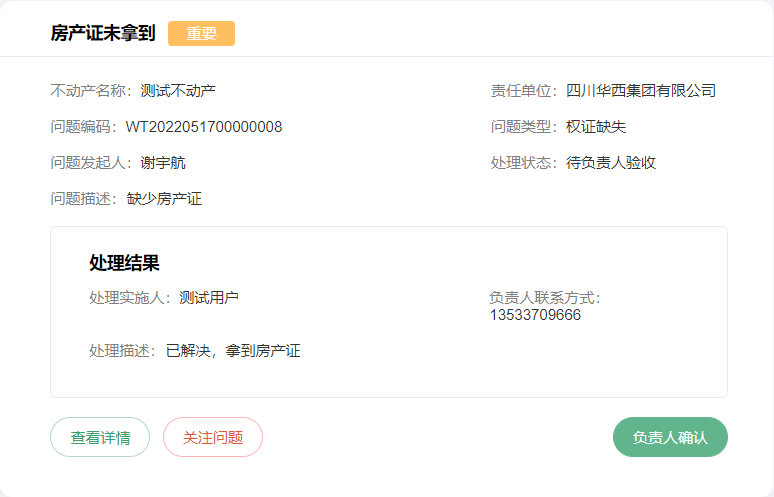 房产证未拿到 重要
不动产名称：测试不动产 责任单位：四川华西集团有限公司
问题编码：WT2022051700000008 问题类型：权证缺失
问题发起人：谢宇航 处理状态：待负责人验收
问题描述：缺少房产证
处理结果
处理实施人：测试用户 负责人联系方式：
13533709666
处理描述：已解决，拿到房产证
查看详情 关注问题 负责人确认